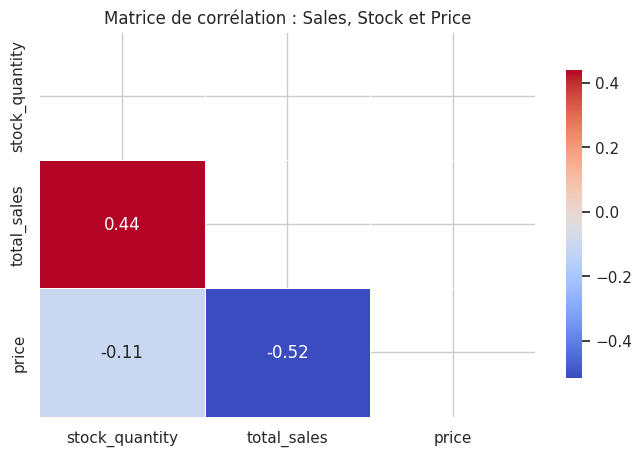 Matrice de corrélation : Sales, Stock et Price
stock_quantity
total_sales
price
0.44
-0.11
-0.52
stock_quantity
total_sales
price
0.4
0.2
0.0
−0.2
−0.4